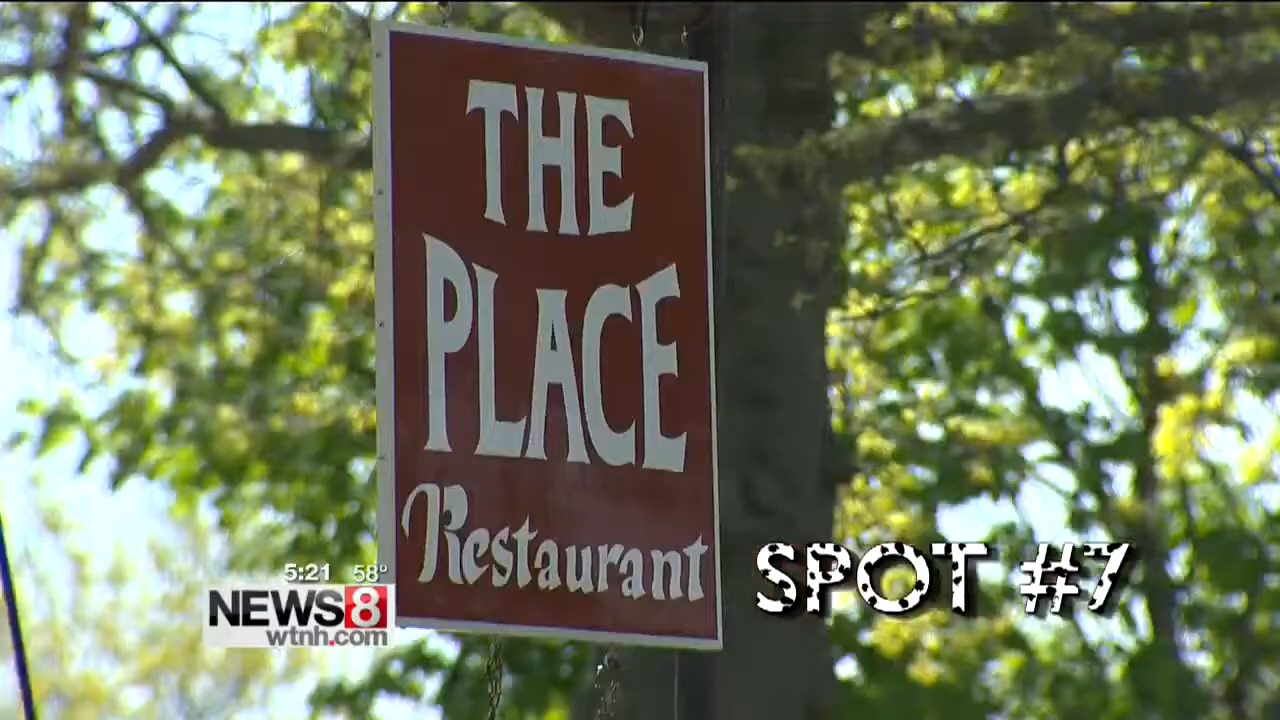 THE
PLACE
Restaurant
SPOT #7
5:21 58°
NEWS8
wtnh.com